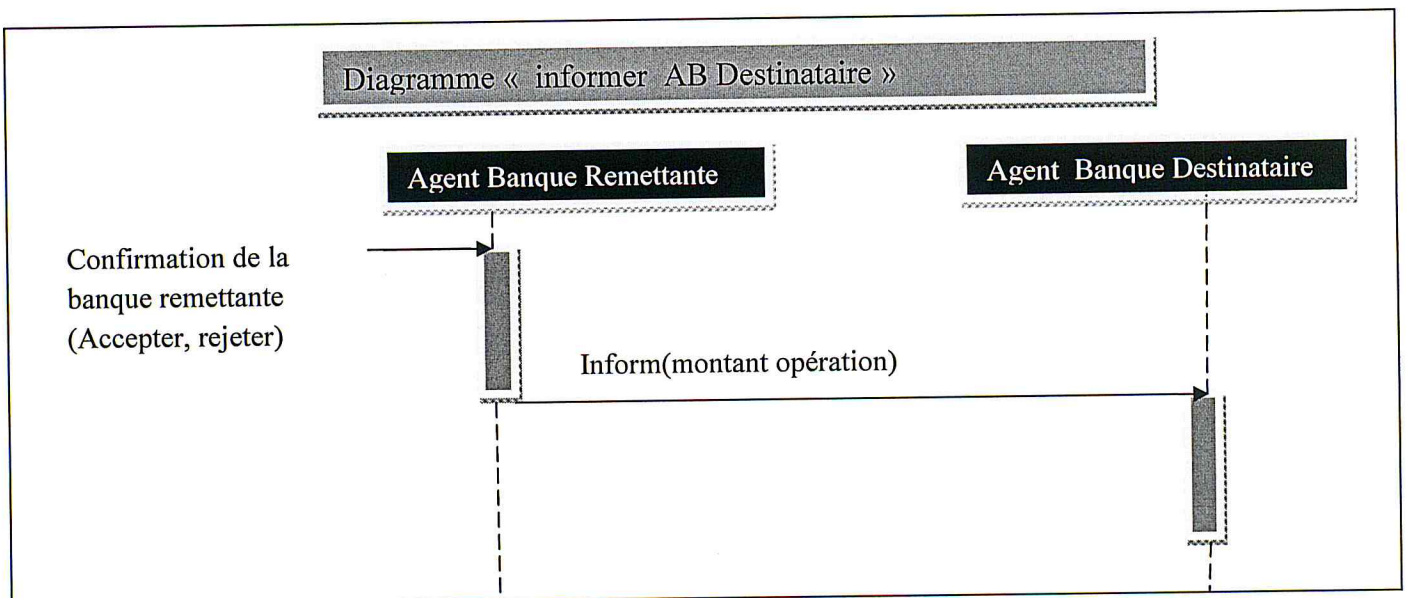 Diagramme « informer AB Destinataire »
Agent Banque Remettante
Agent Banque Destinataire
Confirmation de la
banque remettante
(Accepter, rejeter)
Inform(montant opération)